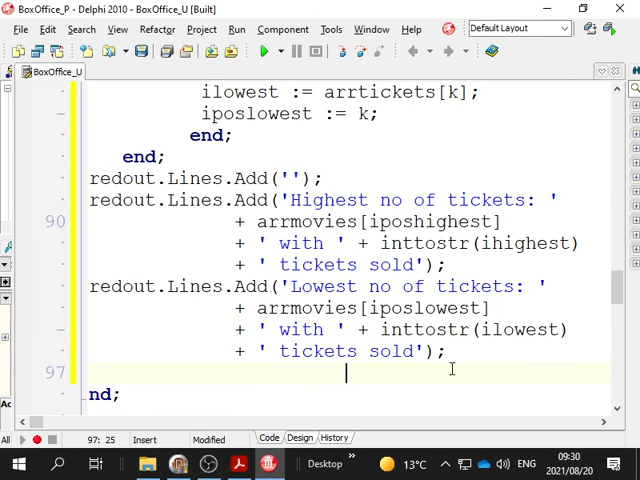 BoxOffice_P - Delphi 2010 - BoxOffice_U [Built]
File Edit Search View Refactor Project Run Component Tools Window Help Default Layout
BoxOffice_U
ilowest := arrtickets[k];
iposlowest := k;
end;
end;
redout.Lines.Add('');
redout.Lines.Add('Highest no of tickets: '
90 + arrmovies[iposhighest]
+ ' with ' + inttostr(ihighest)
+ ' tickets sold');
redout.Lines.Add('Lowest no of tickets: '
+ arrmovies[iposlowest]
+ ' with ' + inttostr(ilowest)
+ ' tickets sold');
97
nd;
Ac
All 97: 25 Insert Modified Code Design History
Desktop » 13°C ENG 09:30
2021/08/20